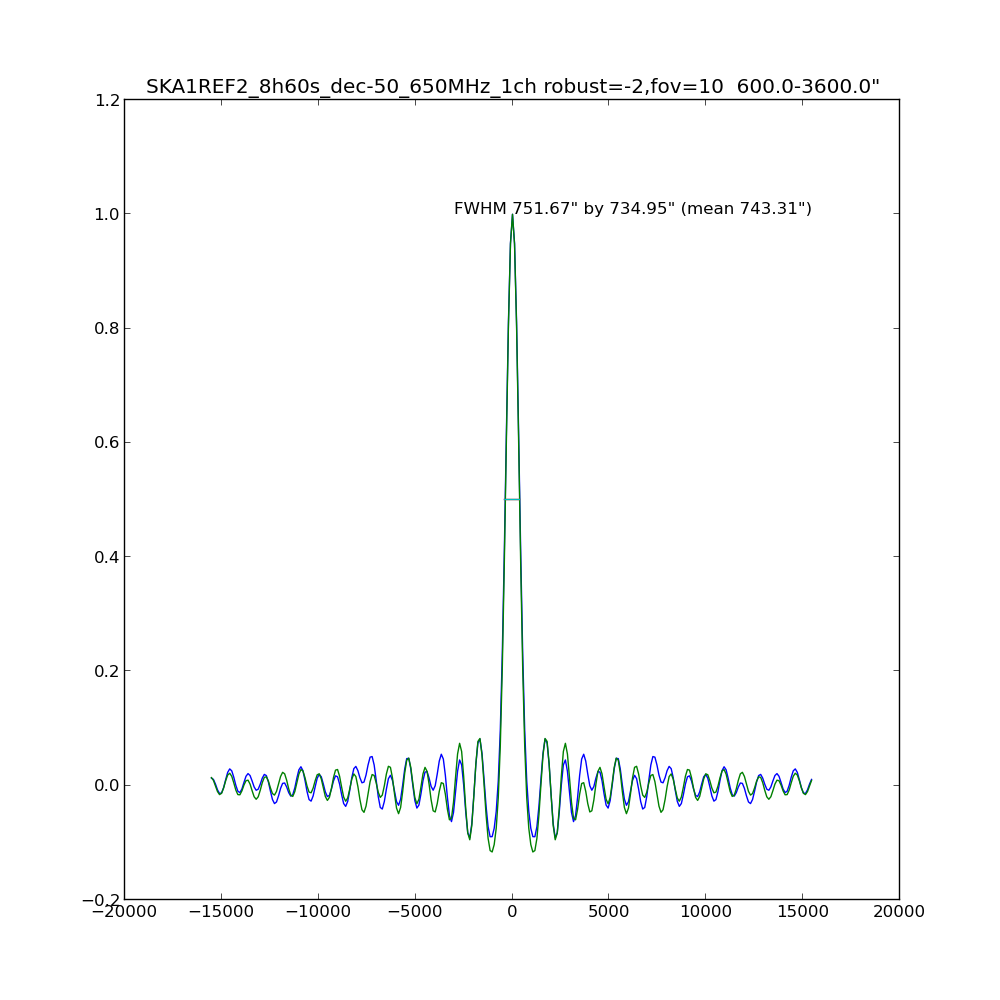 SKA1REF2_8h60s_dec-50_650MHz_1ch robust=-2,fov=10  600.0-3600.0"
1.2
FWHM 751.67" by 734.95" (mean 743.31")
1.0
0.8
0.6
0.4
0.2
0.0
−0.2
−20000 −15000 −10000 −5000 0 5000 10000 15000 20000